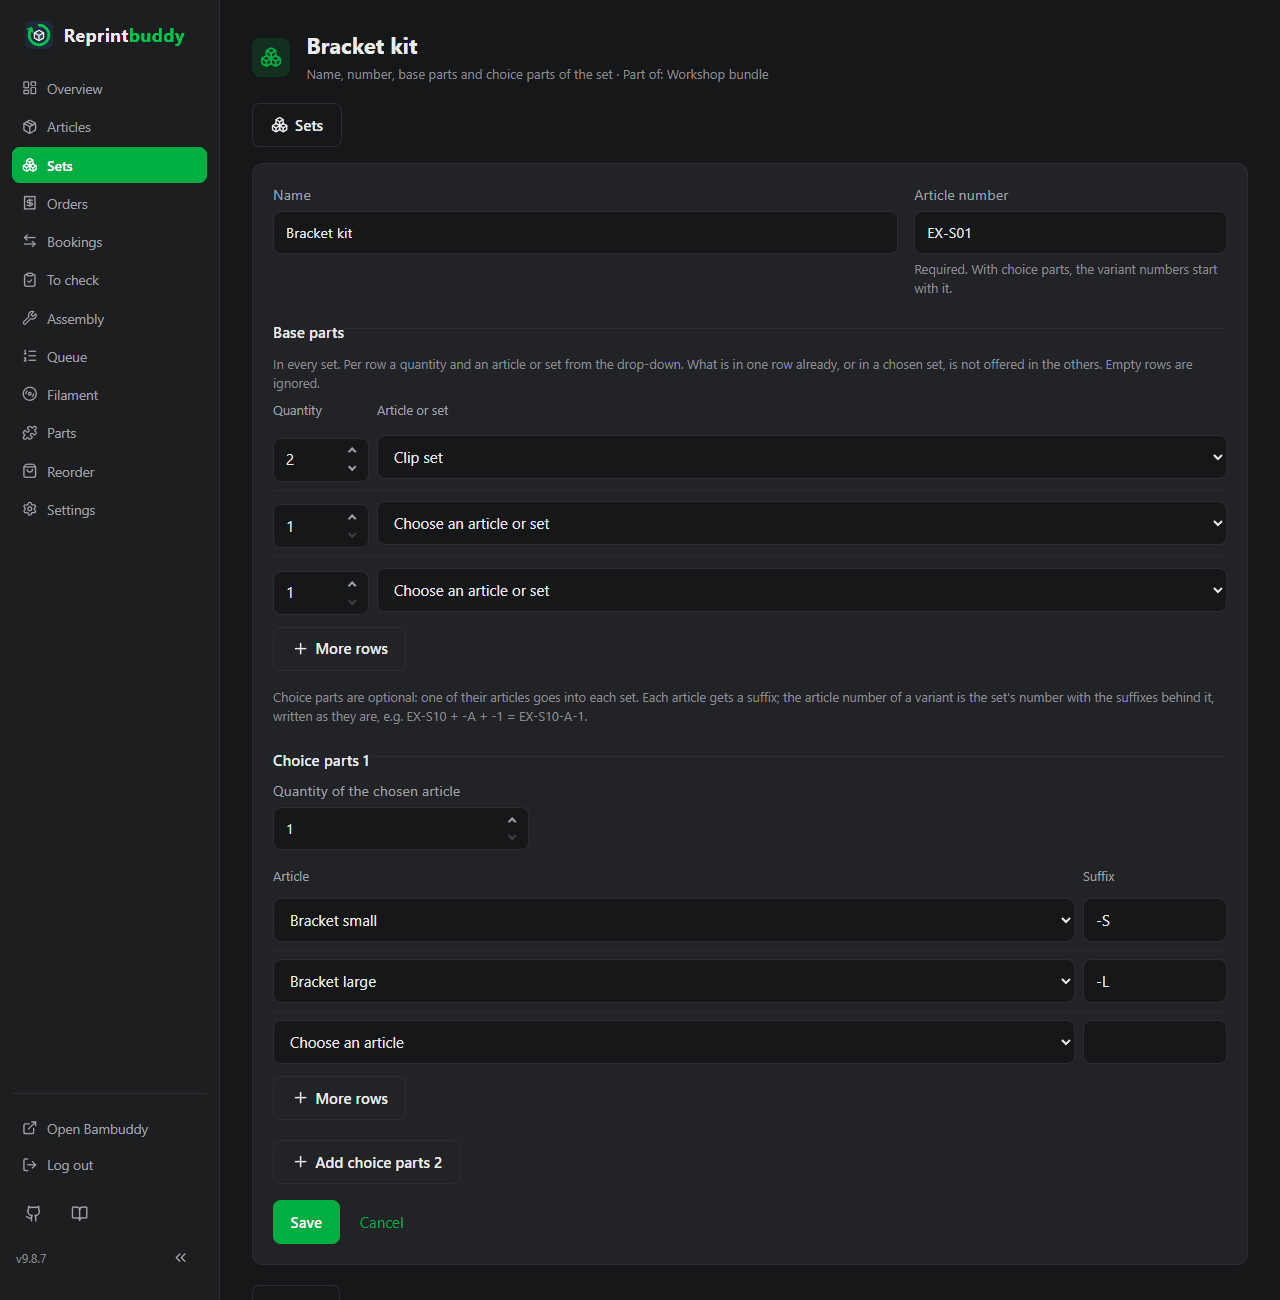 Reprintbuddy
Overview
Articles
Sets
Orders
Bookings
To check
Assembly
Queue
Filament
Parts
Reorder
Settings
Open Bambuddy
Log out
v9.8.7
Bracket kit
Name, number, base parts and choice parts of the set · Part of: Workshop bundle
Sets
Name
Article number
Bracket kit
EX-S01
Required. With choice parts, the variant numbers start
with it.
Base parts
In every set. Per row a quantity and an article or set from the drop-down. What is in one row already, or in a chosen set, is not offered in the others. Empty rows are
ignored.
Quantity
Article or set
2
Clip set
1
Choose an article or set
1
Choose an article or set
More rows
Choice parts are optional: one of their articles goes into each set. Each article gets a suffix; the article number of a variant is the set's number with the suffixes behind it,
written as they are, e.g. EX-S10 + -A + -1 = EX-S10-A-1.
Choice parts 1
Quantity of the chosen article
1
Article
Suffix
Bracket small
-S
Bracket large
-L
Choose an article
More rows
Add choice parts 2
Save
Cancel